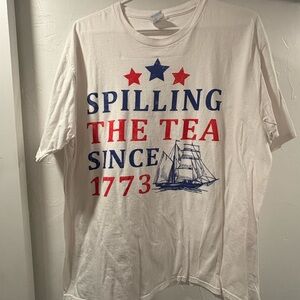 SPILLING
THE TEA
SINCE
1773